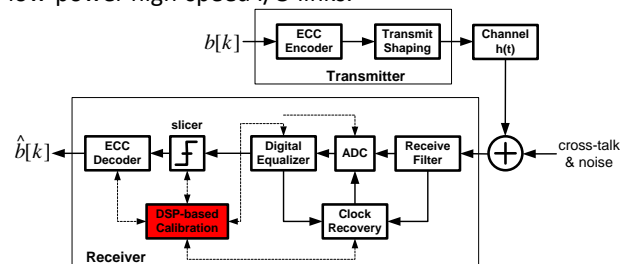 low power high speed I/O links.
b[k]
ECC Encoder
Transmit Shaping
Channel h(t)
Transmitter
slicer
b̂[k]
ECC Decoder
Digital Equalizer
ADC
Receive Filter
cross-talk & noise
DSP-based Calibration
Clock Recovery
Receiver